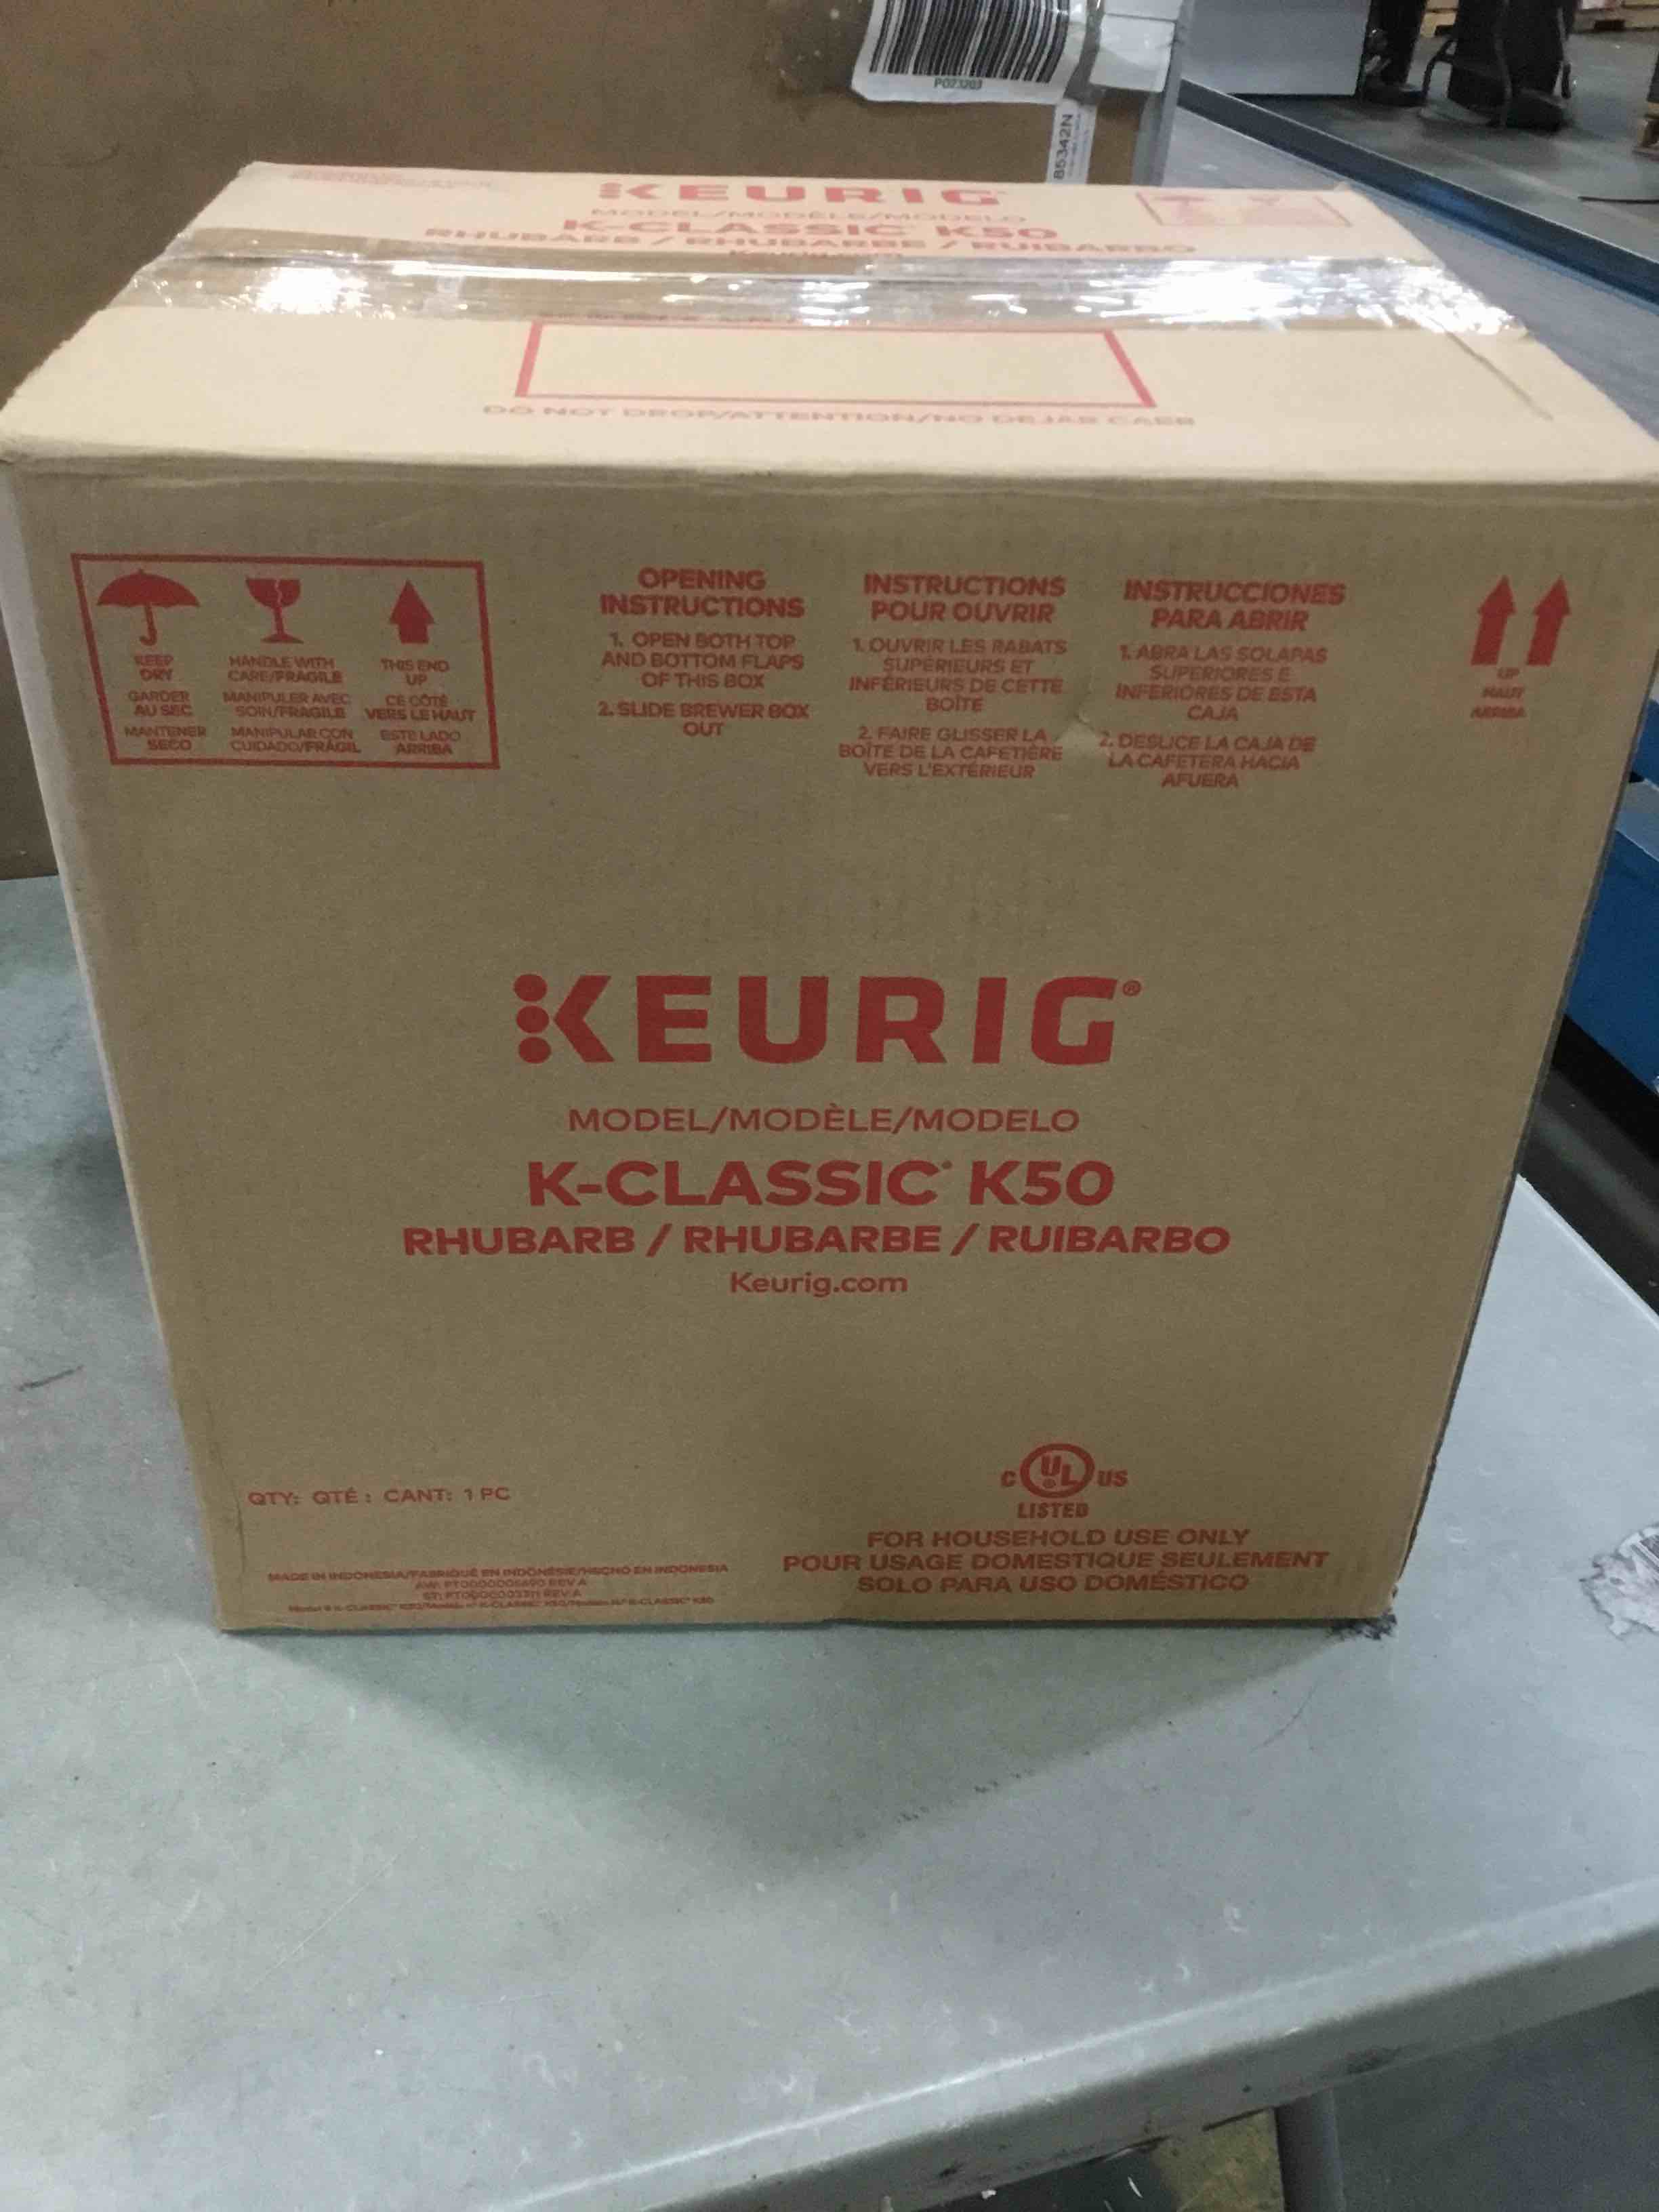 PO23203
85342N
KEURIG
MODEL/MODÈLE/MODELO
K-CLASSIC K50
RHUBARB / RHUBARBE / RUIBARBO
Keurig.com
DO NOT DROP/ATTENTION/NO DEJAR CAER
KEEP
DRY
GARDER
AU SEC
MANTENER
SECO
HANDLE WITH
CARE/FRAGILE
MANIPULER AVEC
SOIN/FRAGILE
MANIPULAR CON
CUIDADO/FRÁGIL
THIS END
UP
CE CÔTÉ
VERS LE HAUT
ESTE LADO
ARRIBA
OPENING
INSTRUCTIONS
1. OPEN BOTH TOP
AND BOTTOM FLAPS
OF THIS BOX
2. SLIDE BREWER BOX
OUT
INSTRUCTIONS
POUR OUVRIR
1. OUVRIR LES RABATS
SUPÉRIEURS ET
INFÉRIEURS DE CETTE
BOÎTE
2. FAIRE GLISSER LA
BOÎTE DE LA CAFETIÈRE
VERS L'EXTÉRIEUR
INSTRUCCIONES
PARA ABRIR
1. ABRA LAS SOLAPAS
SUPERIORES E
INFERIORES DE ESTA
CAJA
2. DESLICE LA CAJA DE
LA CAFETERA HACIA
AFUERA
UP
HAUT
ARRIBA
KEURIG®
MODEL/MODÈLE/MODELO
K-CLASSIC® K50
RHUBARB / RHUBARBE / RUIBARBO
Keurig.com
QTY: QTÉ : CANT: 1 PC
C UL US
LISTED
FOR HOUSEHOLD USE ONLY
POUR USAGE DOMESTIQUE SEULEMENT
SOLO PARA USO DOMÉSTICO
MADE IN INDONESIA/FABRIQUÉ EN INDONÉSIE/HECHO EN INDONESIA